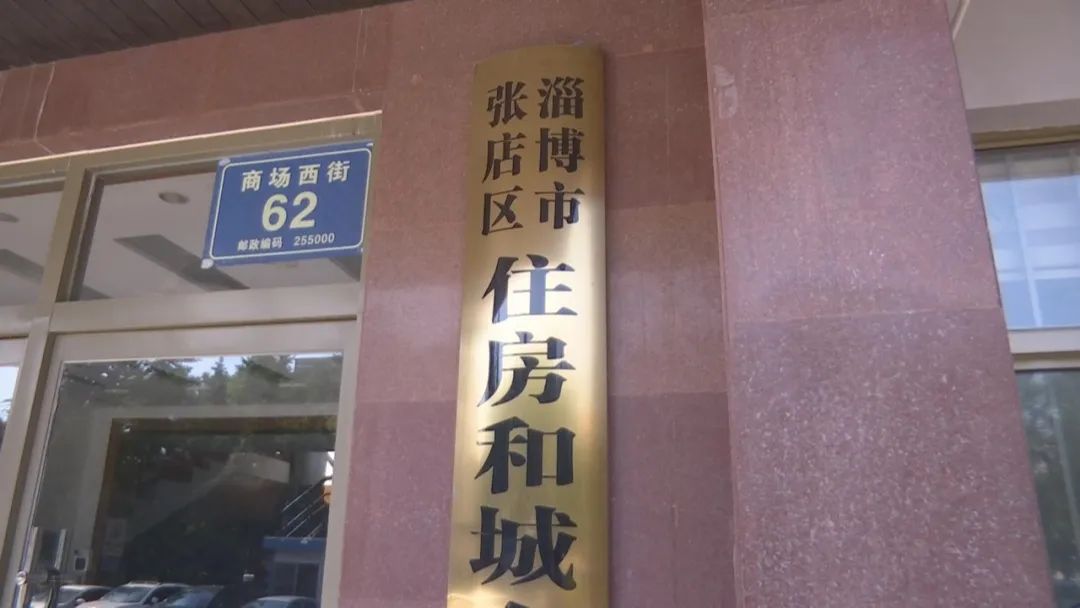 商场西街
62
邮政编码 255000
淄博市
张店区
住房和城